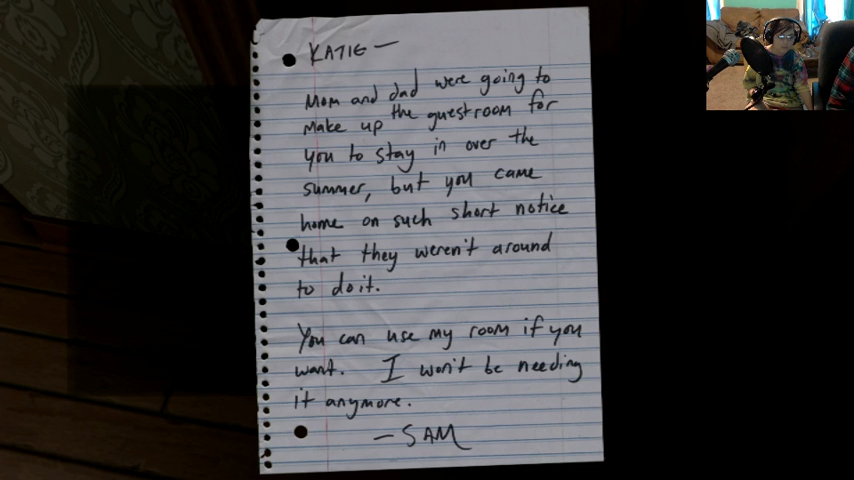 KATIE —
Mom and dad were going to
make up the guestroom for
you to stay in over the
summer, but you came
home on such short notice
that they weren't around
to do it.
You can use my room if you
want. I won't be needing
it anymore.
— SAM